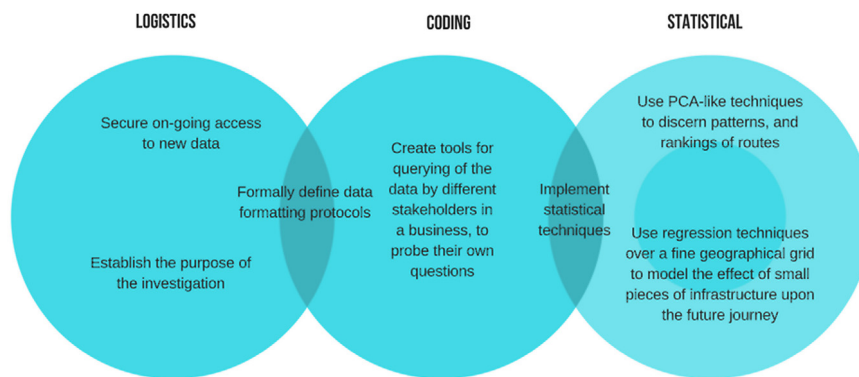 LOGISTICS
CODING
STATISTICAL
Secure on-going access
to new data
Establish the purpose of
the investigation
Formally define data
formatting protocols
Create tools for
querying of the
data by different
stakeholders in
a business, to
probe their own
questions
Implement
statistical
techniques
Use PCA-like techniques
to discern patterns, and
rankings of routes
Use regression techniques
over a fine geographical grid
to model the effect of small
pieces of infrastructure upon
the future journey